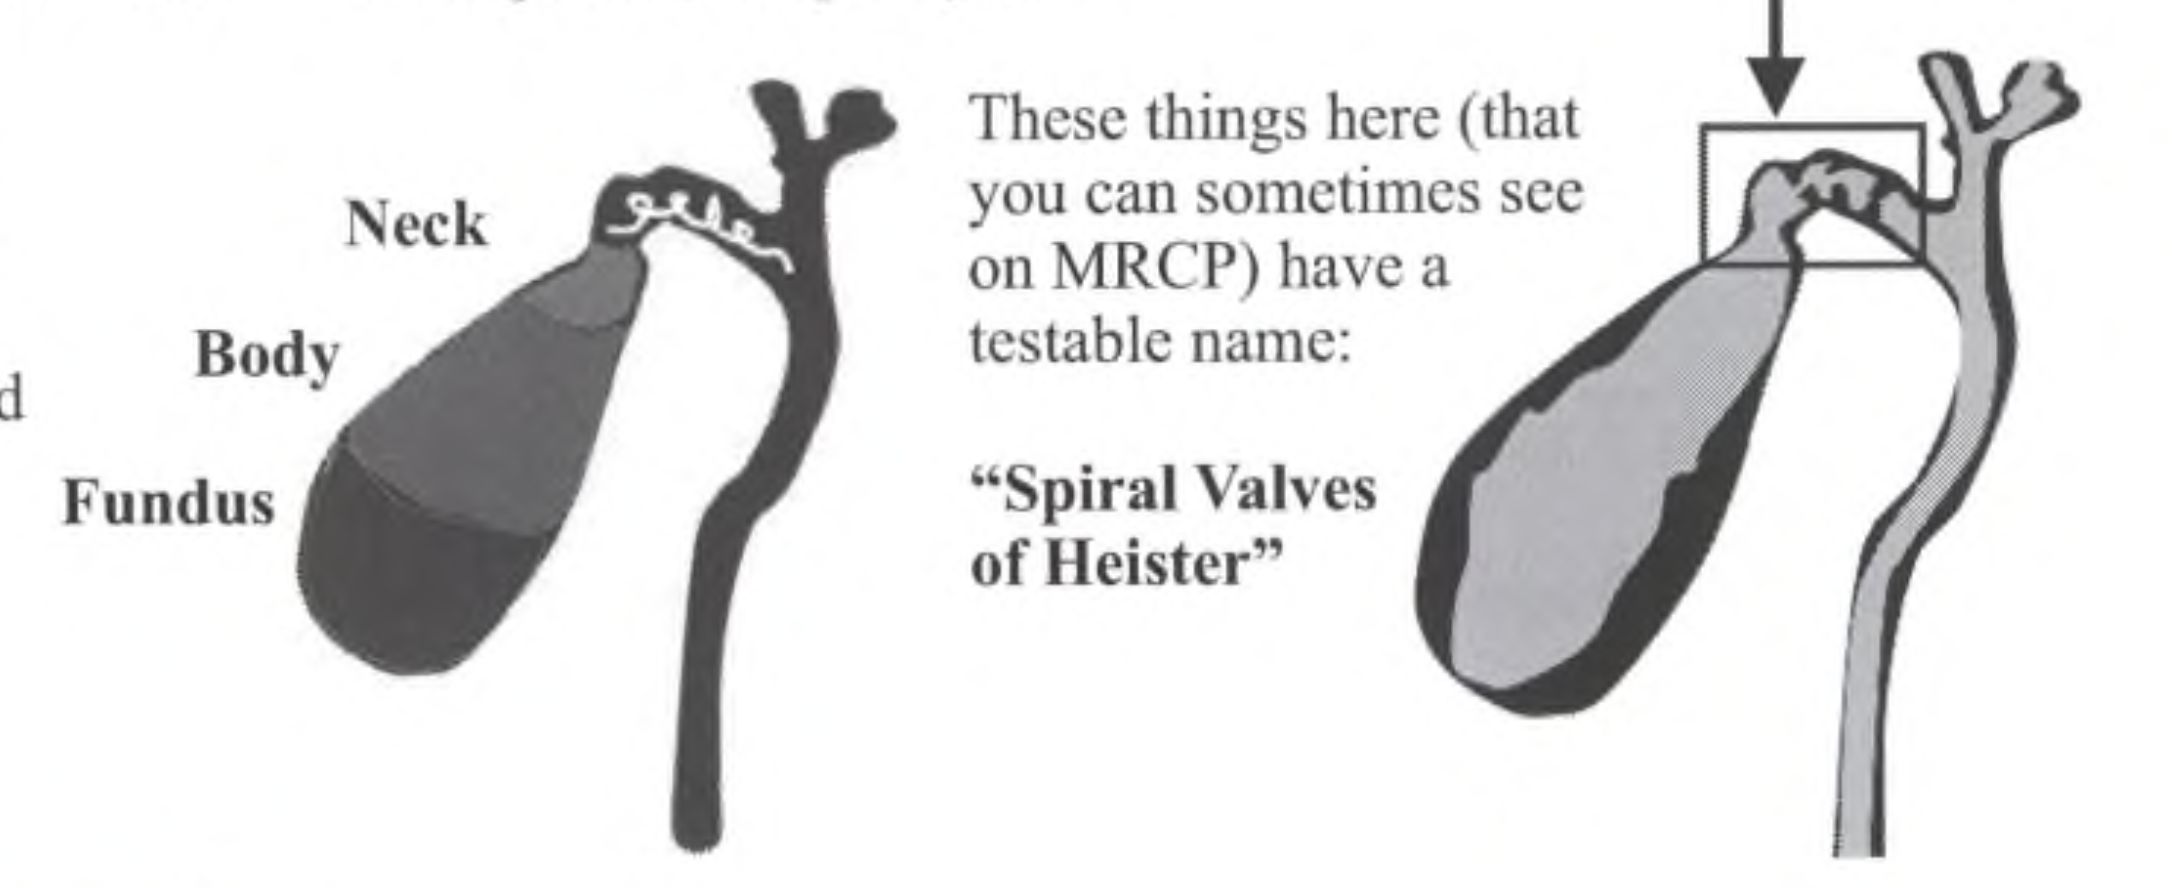 Neck
Body
Fundus
d
These things here (that
you can sometimes see
on MRCP) have a
testable name:
“Spiral Valves
of Heister”